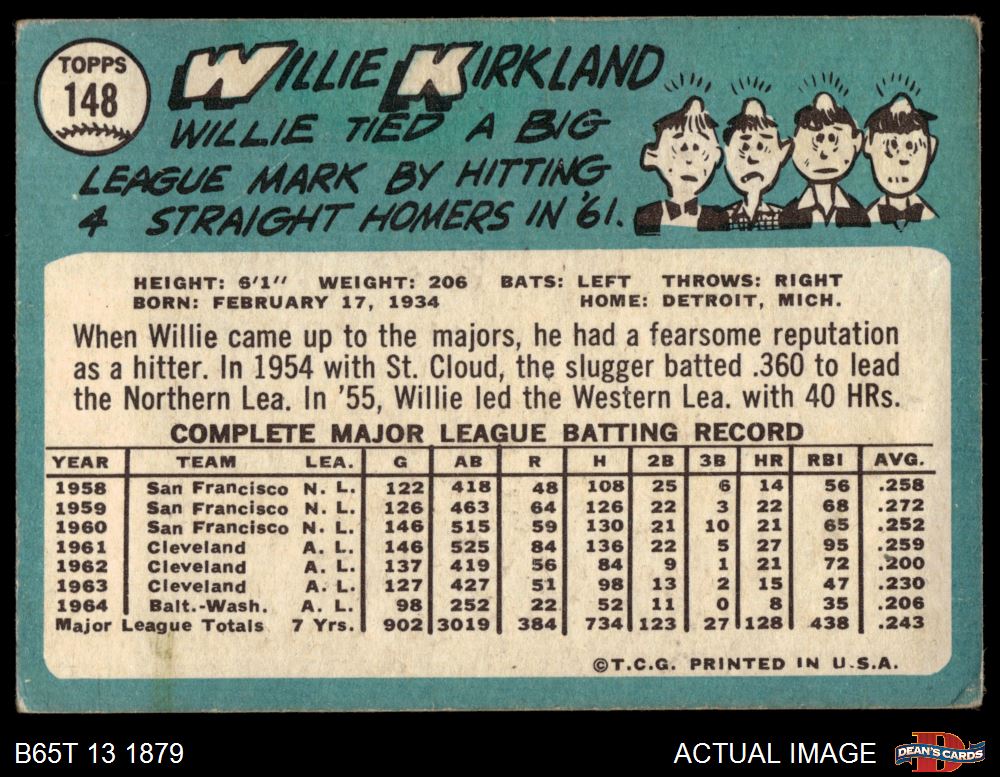 TOPPS
148
WILLIE KIRKLAND
WILLIE TIED A BIG
LEAGUE MARK BY HITTING
4 STRAIGHT HOMERS IN '61.
HEIGHT: 6'1" WEIGHT: 206 BATS: LEFT THROWS: RIGHT
BORN: FEBRUARY 17, 1934 HOME: DETROIT, MICH.
When Willie came up to the majors, he had a fearsome reputation
as a hitter. In 1954 with St. Cloud, the slugger batted .360 to lead
the Northern Lea. In '55, Willie led the Western Lea. with 40 HRs.
COMPLETE MAJOR LEAGUE BATTING RECORD
YEAR TEAM LEA. G AB R H 2B 3B HR RBI AVG.
1958 San Francisco N. L. 122 418 48 108 25 6 14 56 .258
1959 San Francisco N. L. 126 463 64 126 22 3 22 68 .272
1960 San Francisco N. L. 146 515 59 130 21 10 21 65 .252
1961 Cleveland A. L. 146 525 84 136 22 5 27 95 .259
1962 Cleveland A. L. 137 419 56 84 9 1 21 72 .200
1963 Cleveland A. L. 127 427 51 98 13 2 15 47 .230
1964 Balt.-Wash. A. L. 98 252 22 52 11 0 8 35 .206
Major League Totals 7 Yrs. 902 3019 384 734 123 27 128 438 .243
©T.C.G. PRINTED IN U.S.A.
B65T 13 1879
ACTUAL IMAGE
DEAN'S CARDS